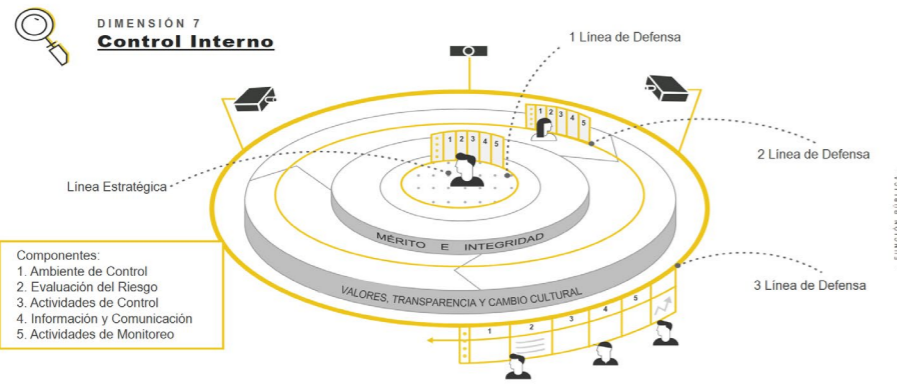 DIMENSIÓN 7
Control Interno
1 Línea de Defensa
1 2 3 4 5
1 2 3 4 5
2 Línea de Defensa
Línea Estratégica
FUNCIÓN PÚBLICA
MÉRITO E INTEGRIDAD
Componentes:
1. Ambiente de Control
2. Evaluación del Riesgo
3. Actividades de Control
4. Información y Comunicación
5. Actividades de Monitoreo
VALORES, TRANSPARENCIA Y CAMBIO CULTURAL
3 Línea de Defensa
1 2 3 4 5